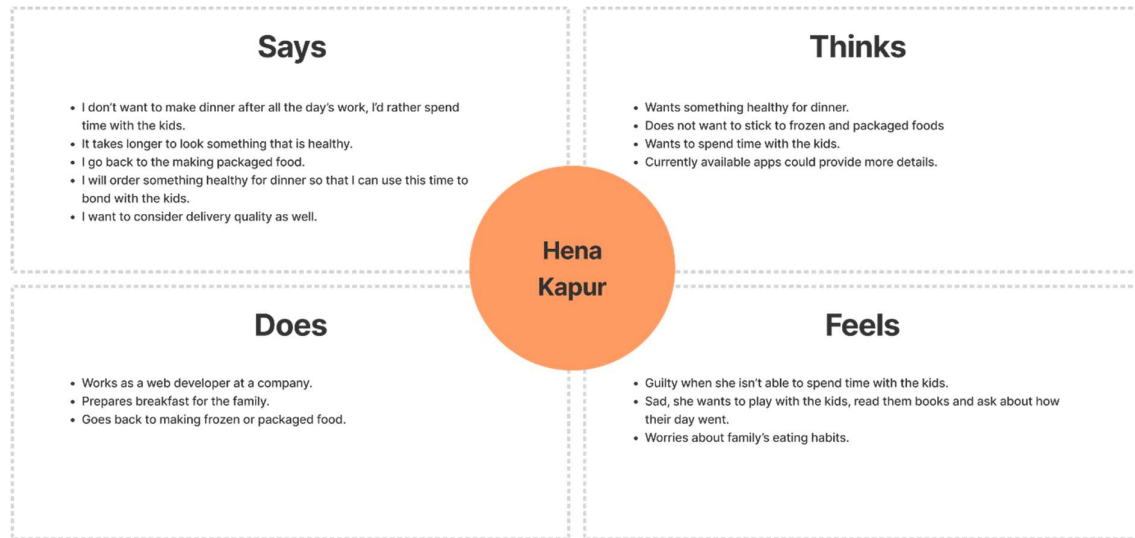 Says
• I don't want to make dinner after all the day's work, I'd rather spend
time with the kids.
• It takes longer to look something that is healthy.
• I go back to the making packaged food.
• I will order something healthy for dinner so that I can use this time to
bond with the kids.
• I want to consider delivery quality as well.
Thinks
• Wants something healthy for dinner.
• Does not want to stick to frozen and packaged foods
• Wants to spend time with the kids.
• Currently available apps could provide more details.
Hena
Kapur
Does
• Works as a web developer at a company.
• Prepares breakfast for the family.
• Goes back to making frozen or packaged food.
Feels
• Guilty when she isn't able to spend time with the kids.
• Sad, she wants to play with the kids, read them books and ask about how
their day went.
• Worries about family's eating habits.